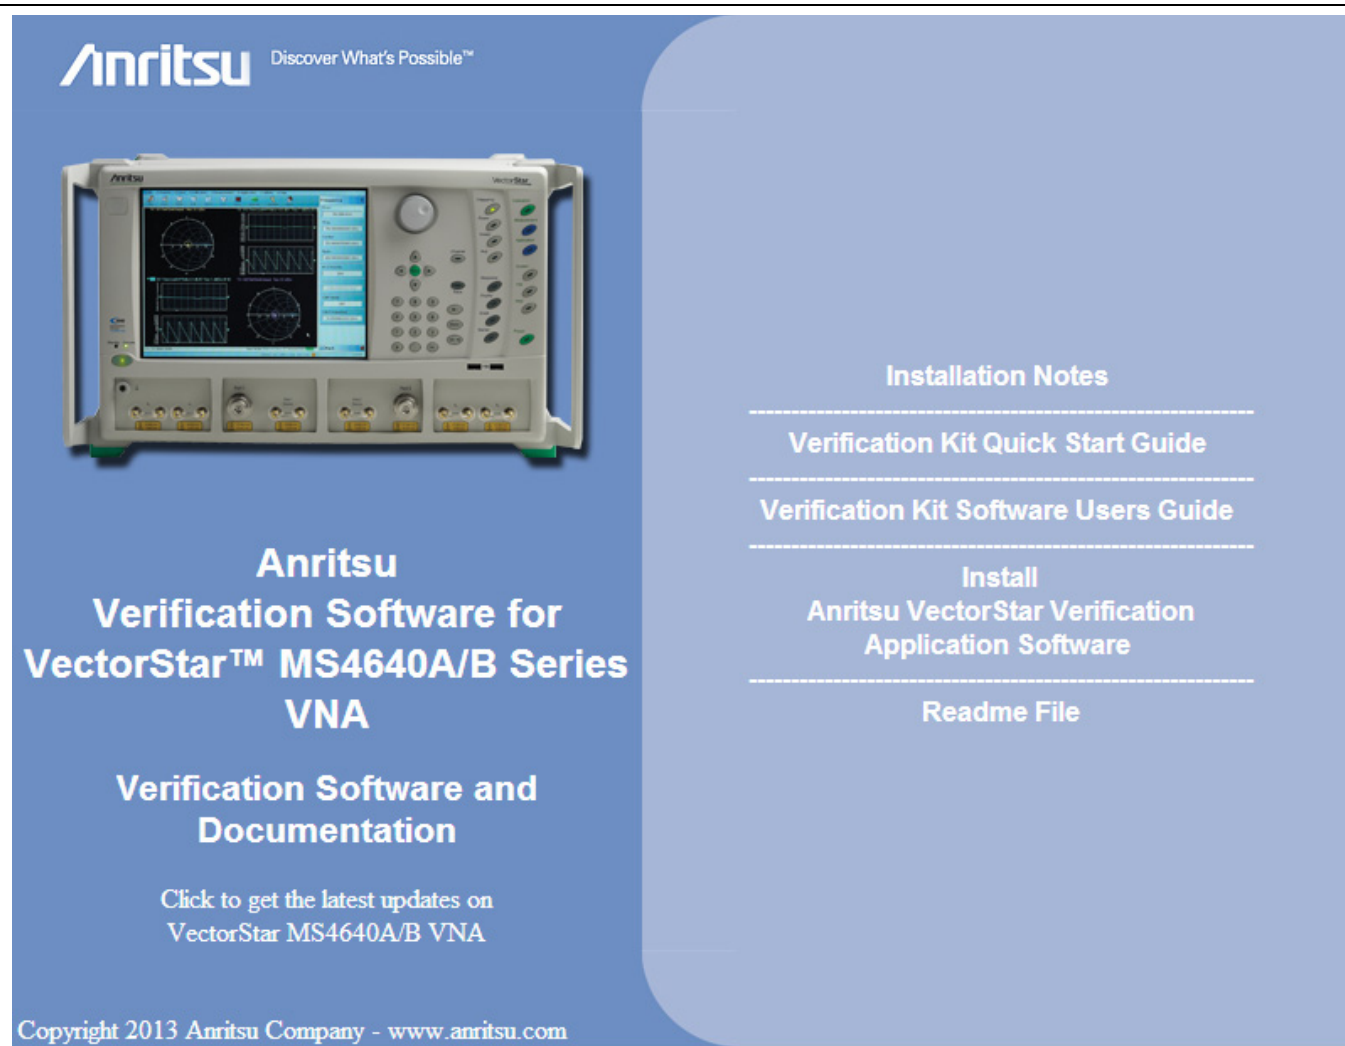 Anritsu Discover What's Possible™
Anritsu
VectorStar
Anritsu
Verification Software for
VectorStar™ MS4640A/B Series
VNA
Verification Software and
Documentation
Click to get the latest updates on
VectorStar MS4640A/B VNA
Copyright 2013 Anritsu Company - www.anritsu.com
Installation Notes
Verification Kit Quick Start Guide
Verification Kit Software Users Guide
Install
Anritsu VectorStar Verification
Application Software
Readme File